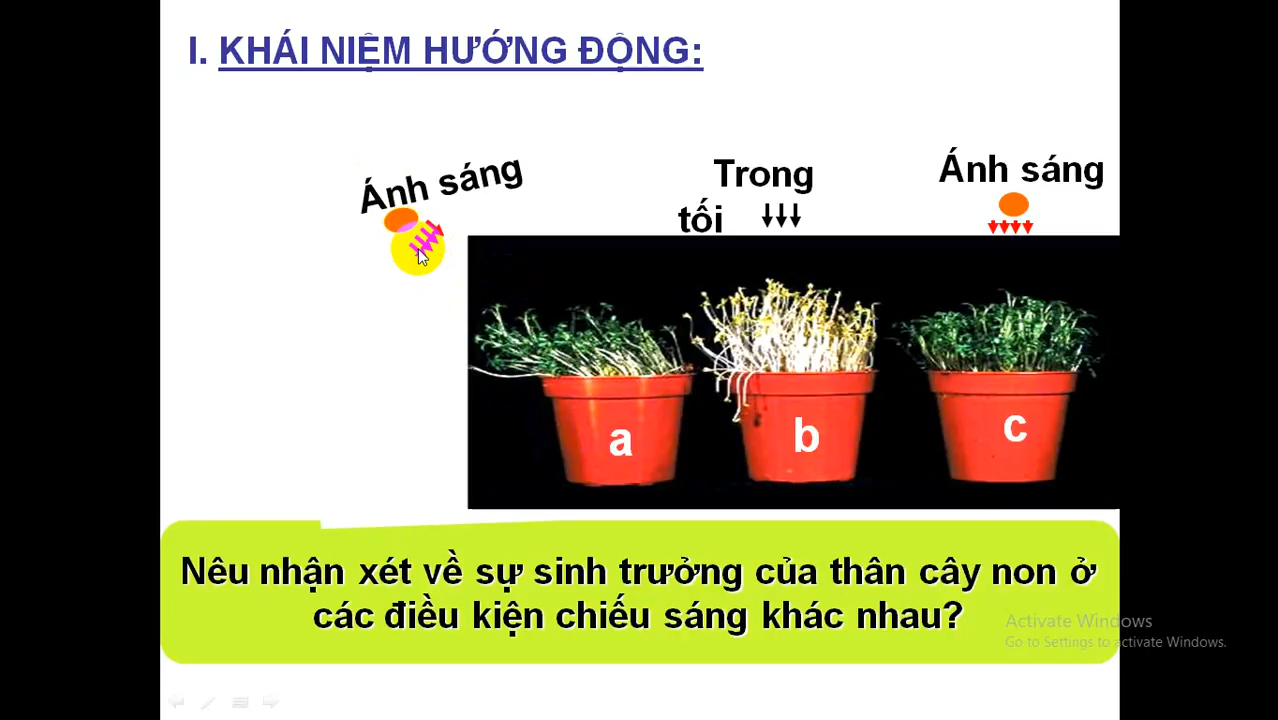 I. KHÁI NIỆM HƯỚNG ĐỘNG:
Ánh sáng
Trong
tối
Ánh sáng
a
b
c
Nêu nhận xét về sự sinh trưởng của thân cây non ở
các điều kiện chiếu sáng khác nhau?
Activate Windows
Go to Settings to activate Windows.